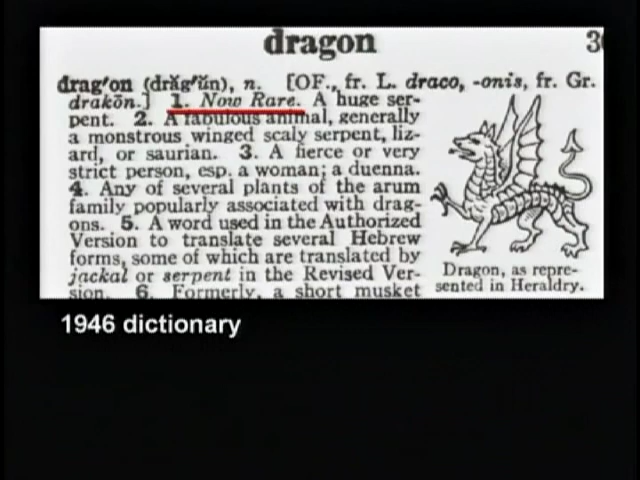 dragon
drag′on (drăg′ŭn), n. [OF., fr. L. draco, -onis, fr. Gr.
drakōn.] 1. Now Rare. A huge ser-
pent. 2. A fabulous animal, generally
a monstrous winged scaly serpent, liz-
ard, or saurian. 3. A fierce or very
strict person, esp. a woman; a duenna.
4. Any of several plants of the arum
family popularly associated with drag-
ons. 5. A word used in the Authorized
Version to translate several Hebrew
forms, some of which are translated by
jackal or serpent in the Revised Ver-
sion. 6. Formerly, a short musket
Dragon, as repre-
sented in Heraldry.
1946 dictionary